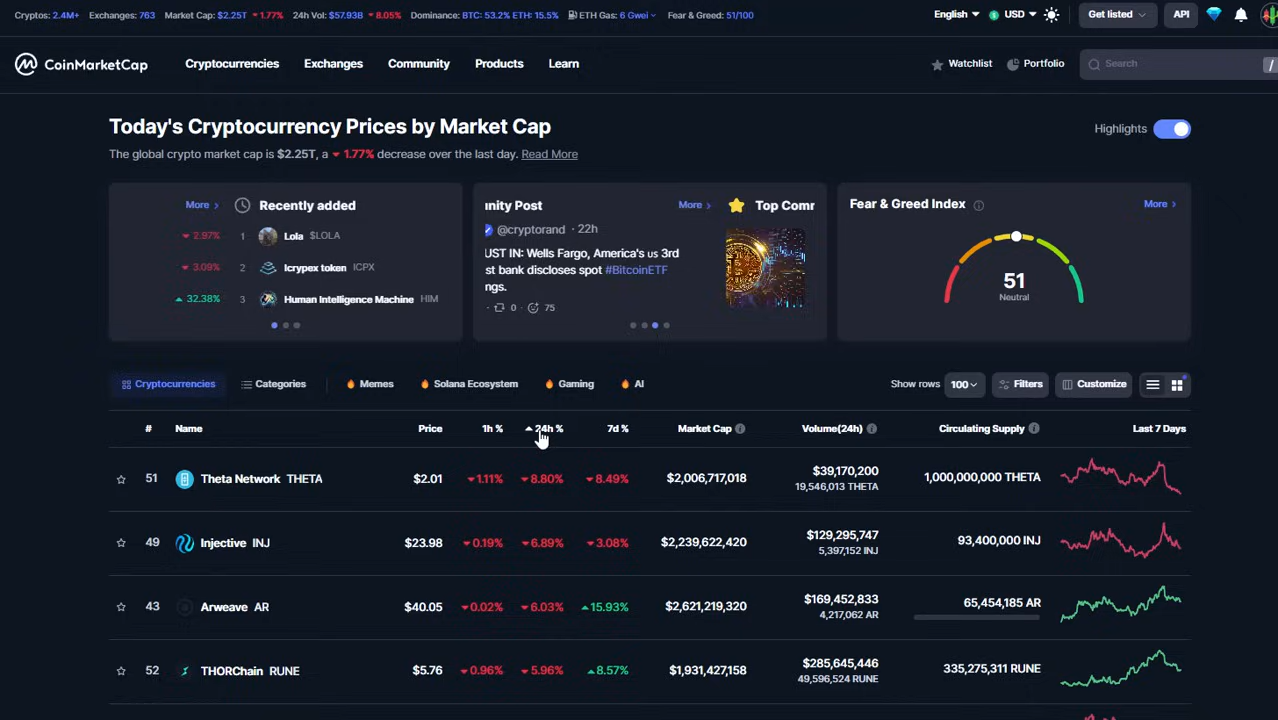 Cryptos: 2.4M+ Exchanges: 763 Market Cap: $2.25T 1.77% 24h Vol: $57.93B 8.05% Dominance: BTC: 53.2% ETH: 15.5% ETH Gas: 6 Gwei Fear & Greed: 51/100 English USD Get listed API
CoinMarketCap Cryptocurrencies Exchanges Community Products Learn Watchlist Portfolio Search /
Today's Cryptocurrency Prices by Market Cap
Highlights
The global crypto market cap is $2.25T, a 1.77% decrease over the last day. Read More
More Recently added
2.97% 1 Lola $LOLA
3.09% 2 Icrypex token ICPX
32.38% 3 Human Intelligence Machine HIM
unity Post More Top Comr
@cryptorand · 22h
UST IN: Wells Fargo, America's us 3rd
st bank discloses spot #BitcoinETF
ngs.
0 75
Fear & Greed Index More
51
Neutral
Cryptocurrencies Categories Memes Solana Ecosystem Gaming AI Show rows 100 Filters Customize
# Name Price 1h % 24h % 7d % Market Cap Volume(24h) Circulating Supply Last 7 Days
51 Theta Network THETA $2.01 1.11% 8.80% 8.49% $2,006,717,018 $39,170,200 1,000,000,000 THETA
19,546,013 THETA
49 Injective INJ $23.98 0.19% 6.89% 3.08% $2,239,622,420 $129,295,747 93,400,000 INJ
5,397,152 INJ
43 Arweave AR $40.05 0.02% 6.03% 15.93% $2,621,219,320 $169,452,833 65,454,185 AR
4,217,062 AR
52 THORChain RUNE $5.76 0.96% 5.96% 8.57% $1,931,427,158 $285,645,446 335,275,311 RUNE
49,596,524 RUNE